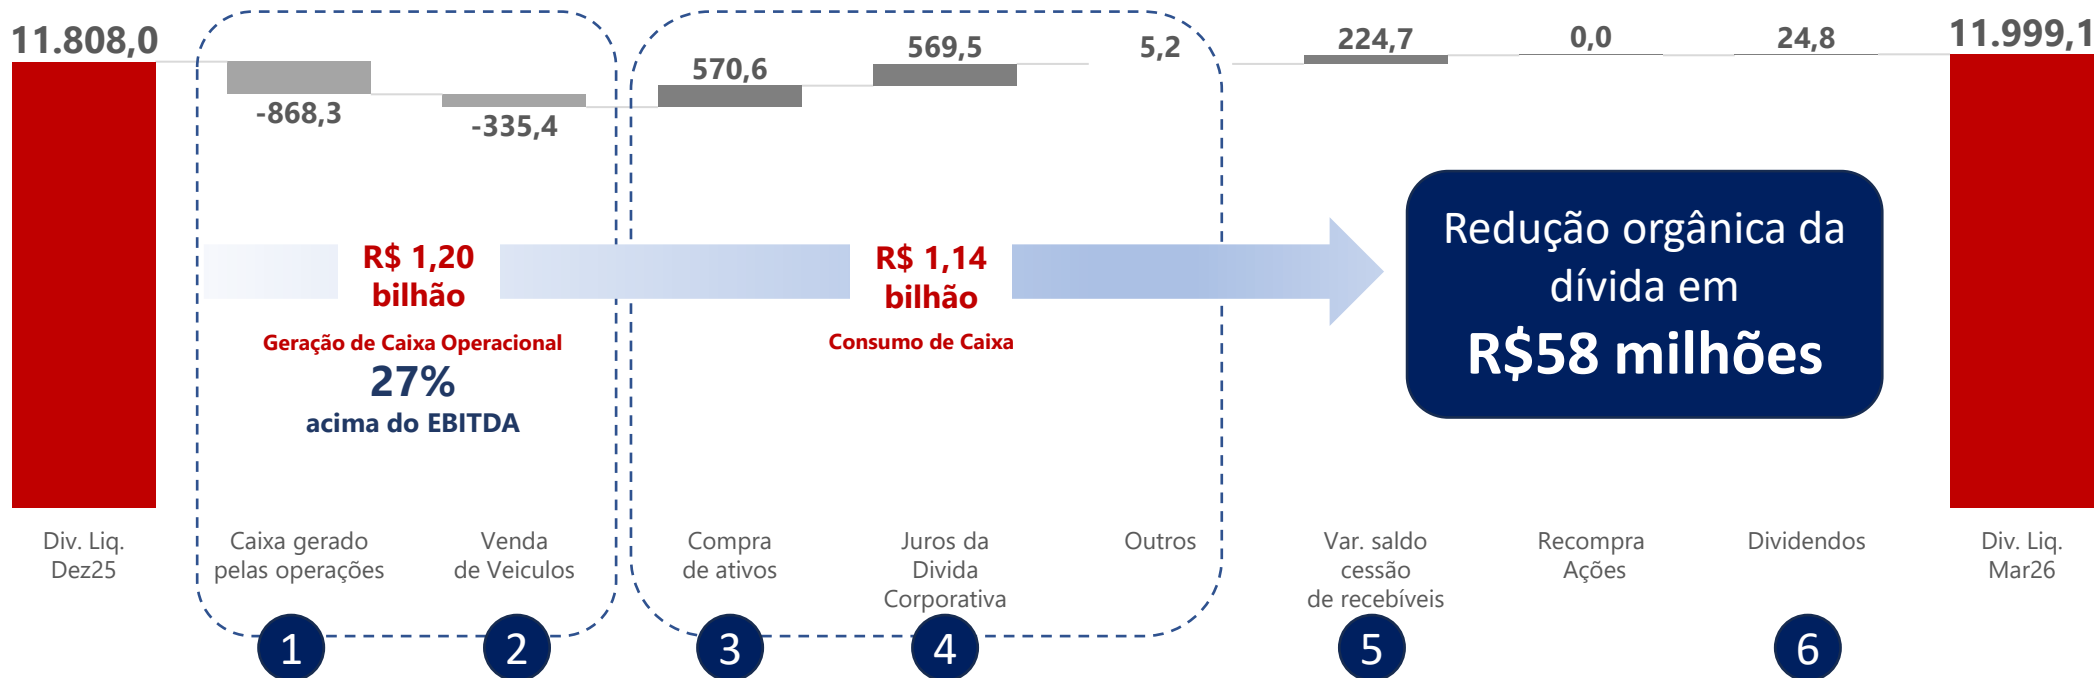 11.808,0
-868,3
-335,4
570,6
569,5
5,2
224,7
0,0
24,8
11.999,1
R$ 1,20
bilhão
Geração de Caixa Operacional
27%
acima do EBITDA
R$ 1,14
bilhão
Consumo de Caixa
Redução orgânica da
dívida em
R$58 milhões
Div. Liq.
Dez25
Caixa gerado
pelas operações
Venda
de Veiculos
Compra
de ativos
Juros da
Divida
Corporativa
Outros
Var. saldo
cessão
de recebíveis
Recompra
Ações
Dividendos
Div. Liq.
Mar26
1
2
3
4
5
6